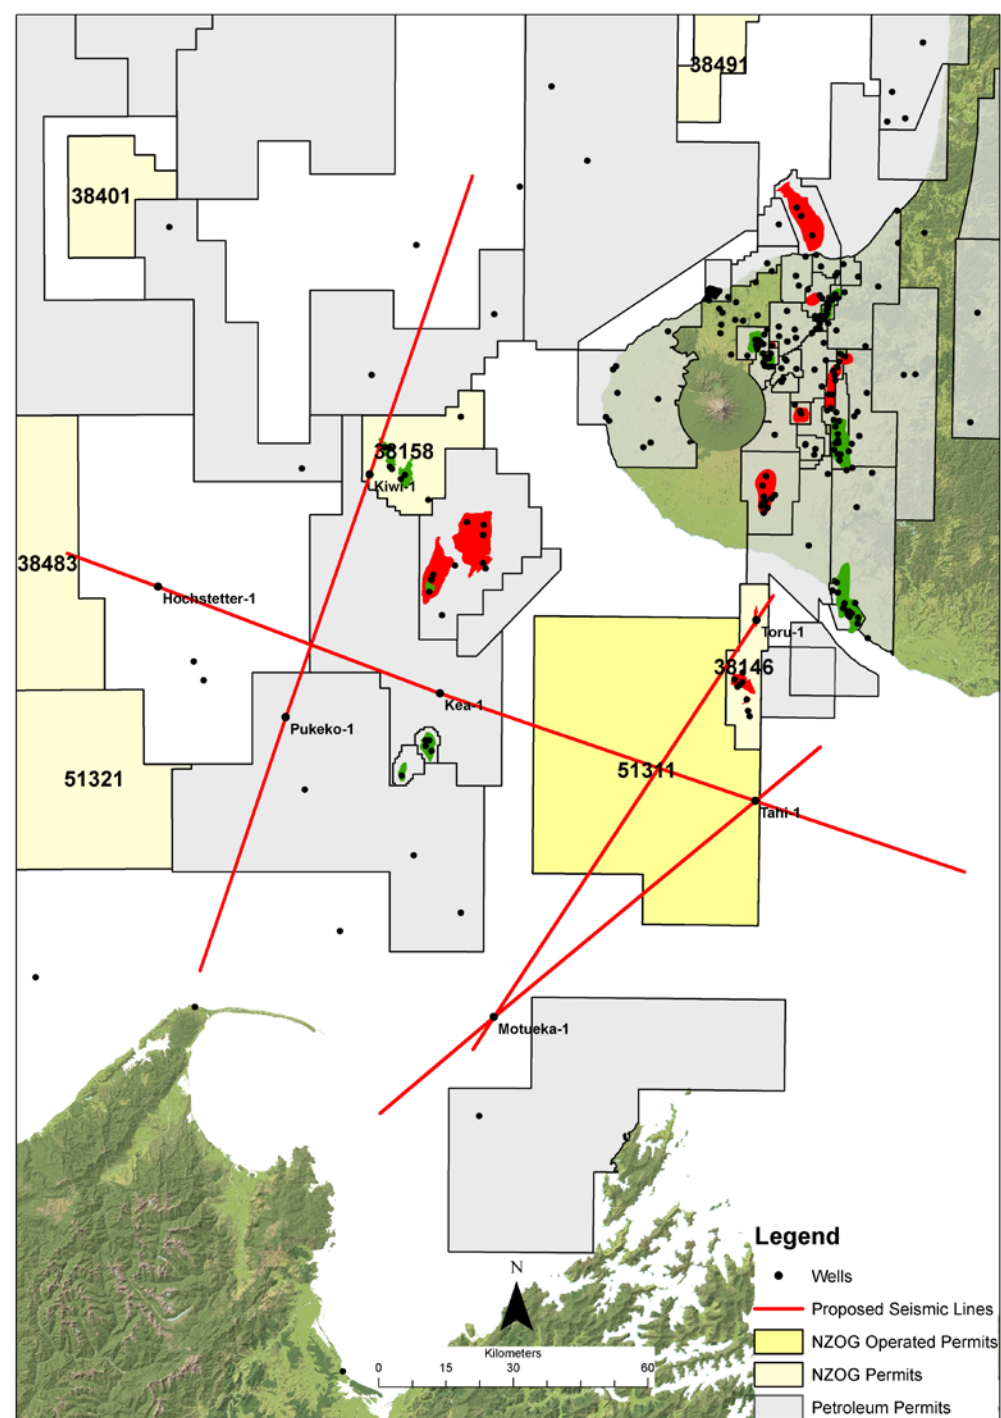 38491
38401
38158
Kiwi-1
38483
Hochstetter-1
Toru-1
38146
Kea-1
Pukeko-1
51321
51311
Tahi-1
Motueka-1
Legend
Wells
Proposed Seismic Lines
NZOG Operated Permits
NZOG Permits
Petroleum Permits
N
Kilometers
0 15 30 60